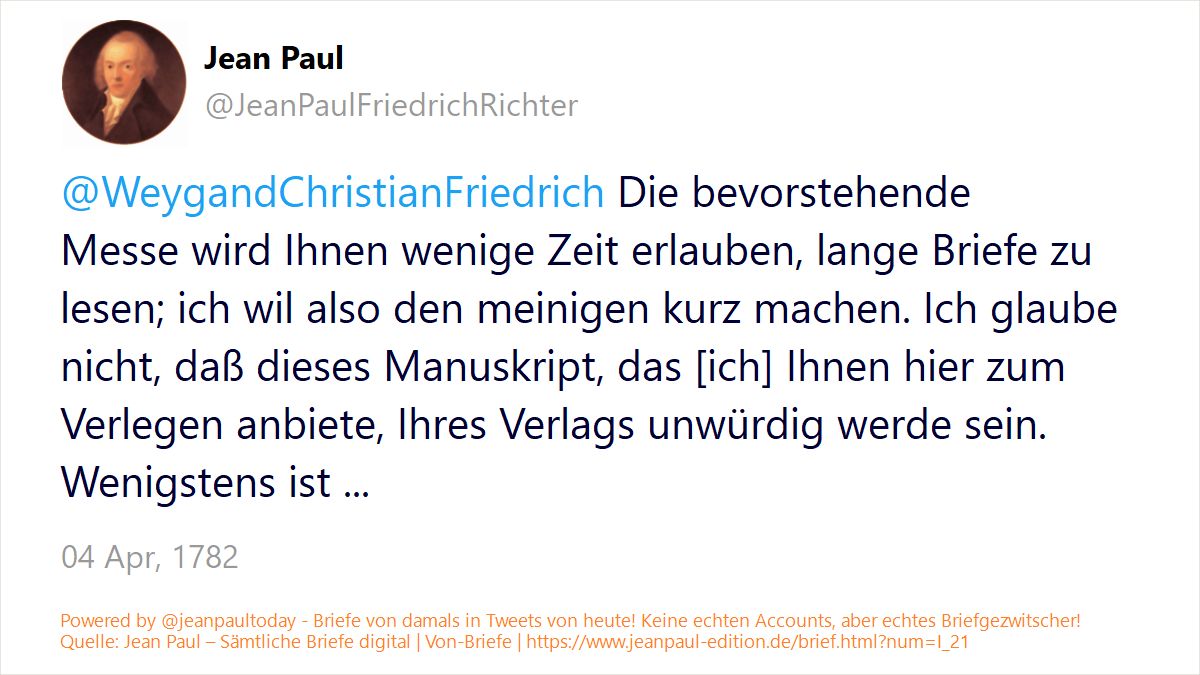 Jean Paul
@JeanPaulFriedrichRichter
@WeygandChristianFriedrich Die bevorstehende
Messe wird Ihnen wenige Zeit erlauben, lange Briefe zu
lesen; ich wil also den meinigen kurz machen. Ich glaube
nicht, daß dieses Manuskript, das [ich] Ihnen hier zum
Verlegen anbiete, Ihres Verlags unwürdig werde sein.
Wenigstens ist ...
04 Apr, 1782
Powered by @jeanpaultoday - Briefe von damals in Tweets von heute! Keine echten Accounts, aber echtes Briefgezwitscher!
Quelle: Jean Paul – Sämtliche Briefe digital | Von-Briefe | https://www.jeanpaul-edition.de/brief.html?num=I_21